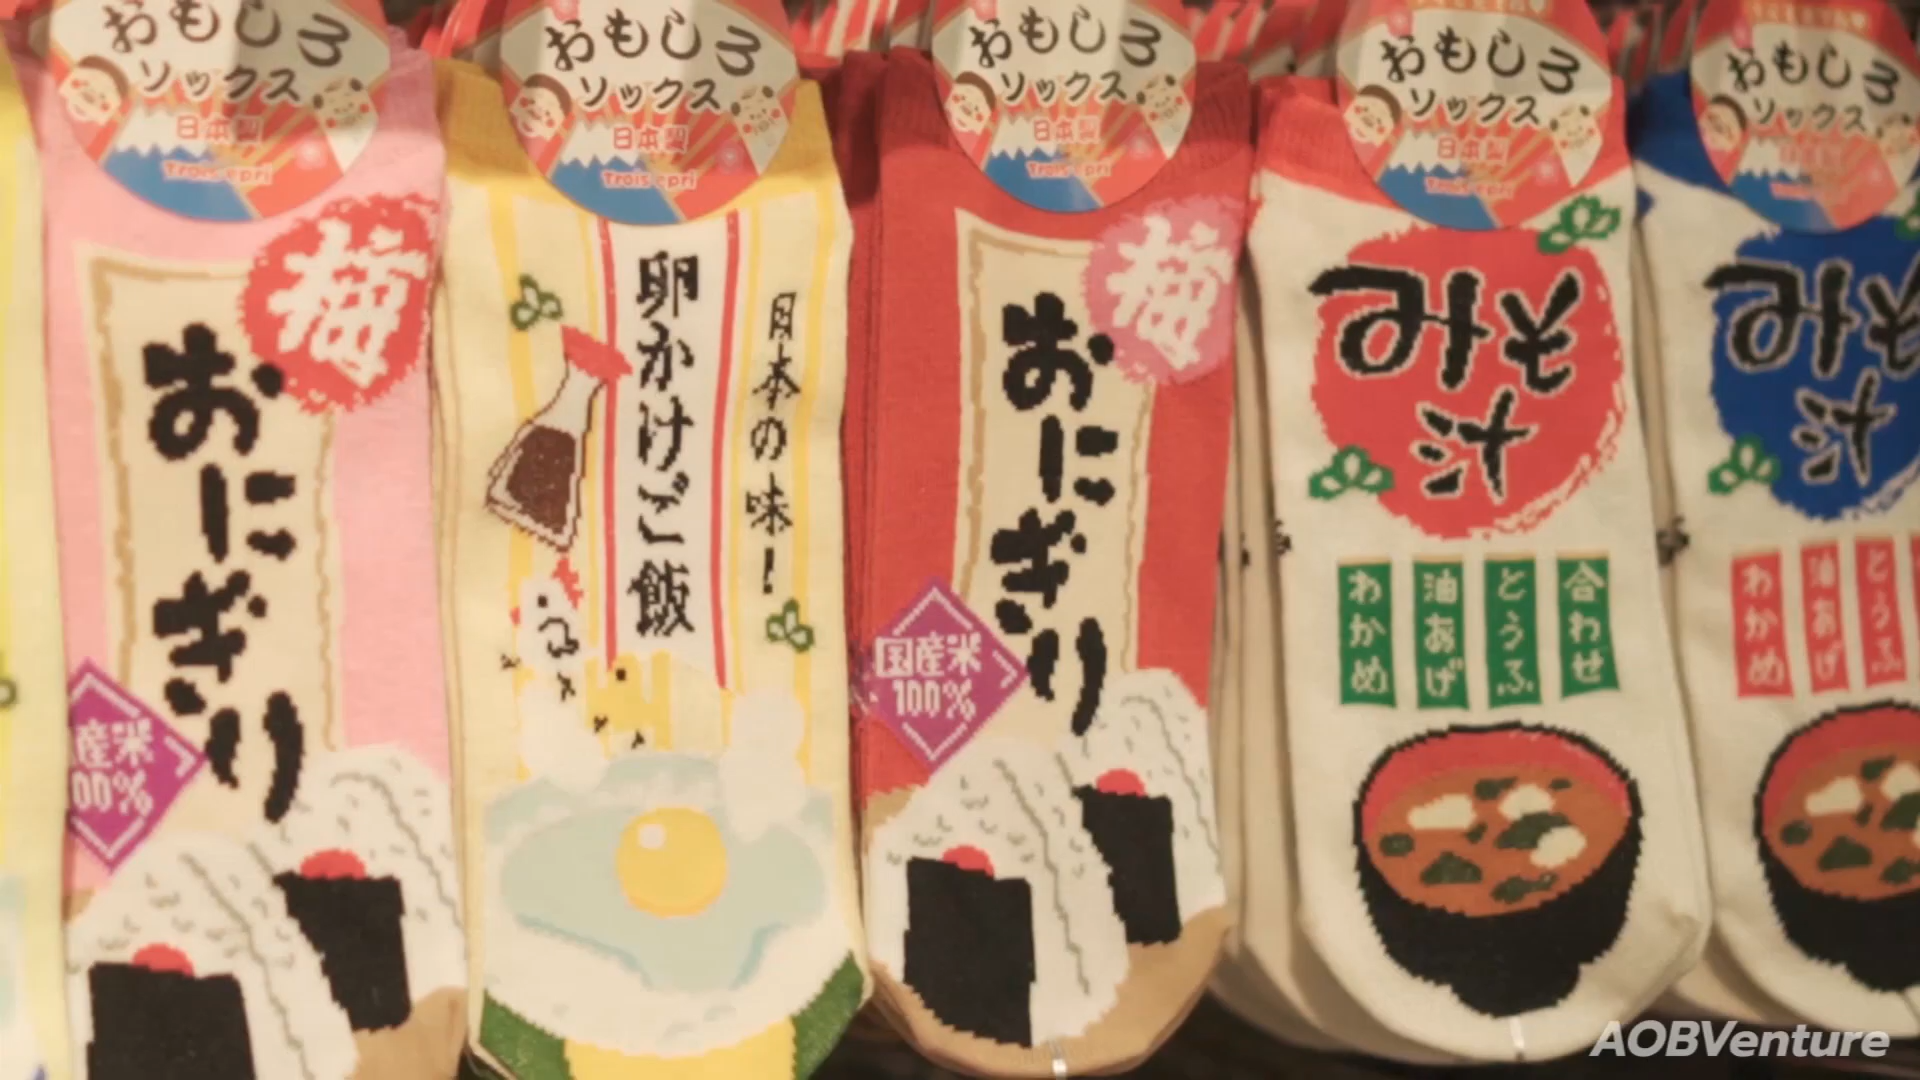 おもしろ
ソックス
日本製
Trois epri
梅
おにぎり
産米
00%
おもしろ
ソックス
日本製
Trois epri
卵かけご飯
日本の味!
おもしろ
ソックス
日本製
Trois epri
梅
おにぎり
国産米
100%
おもしろ
ソックス
日本製
Trois epri
みそ汁
合わせ
とうふ
油あげ
わかめ
おもしろ
ソックス
みそ汁
とうふ
油あげ
わかめ
AOBVenture